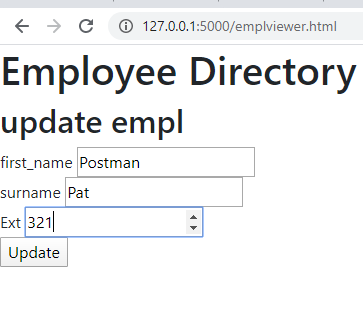 127.0.0.1:5000/emplviewer.html
Employee Directory
update empl
first_name Postman
surname Pat
Ext 321
Update